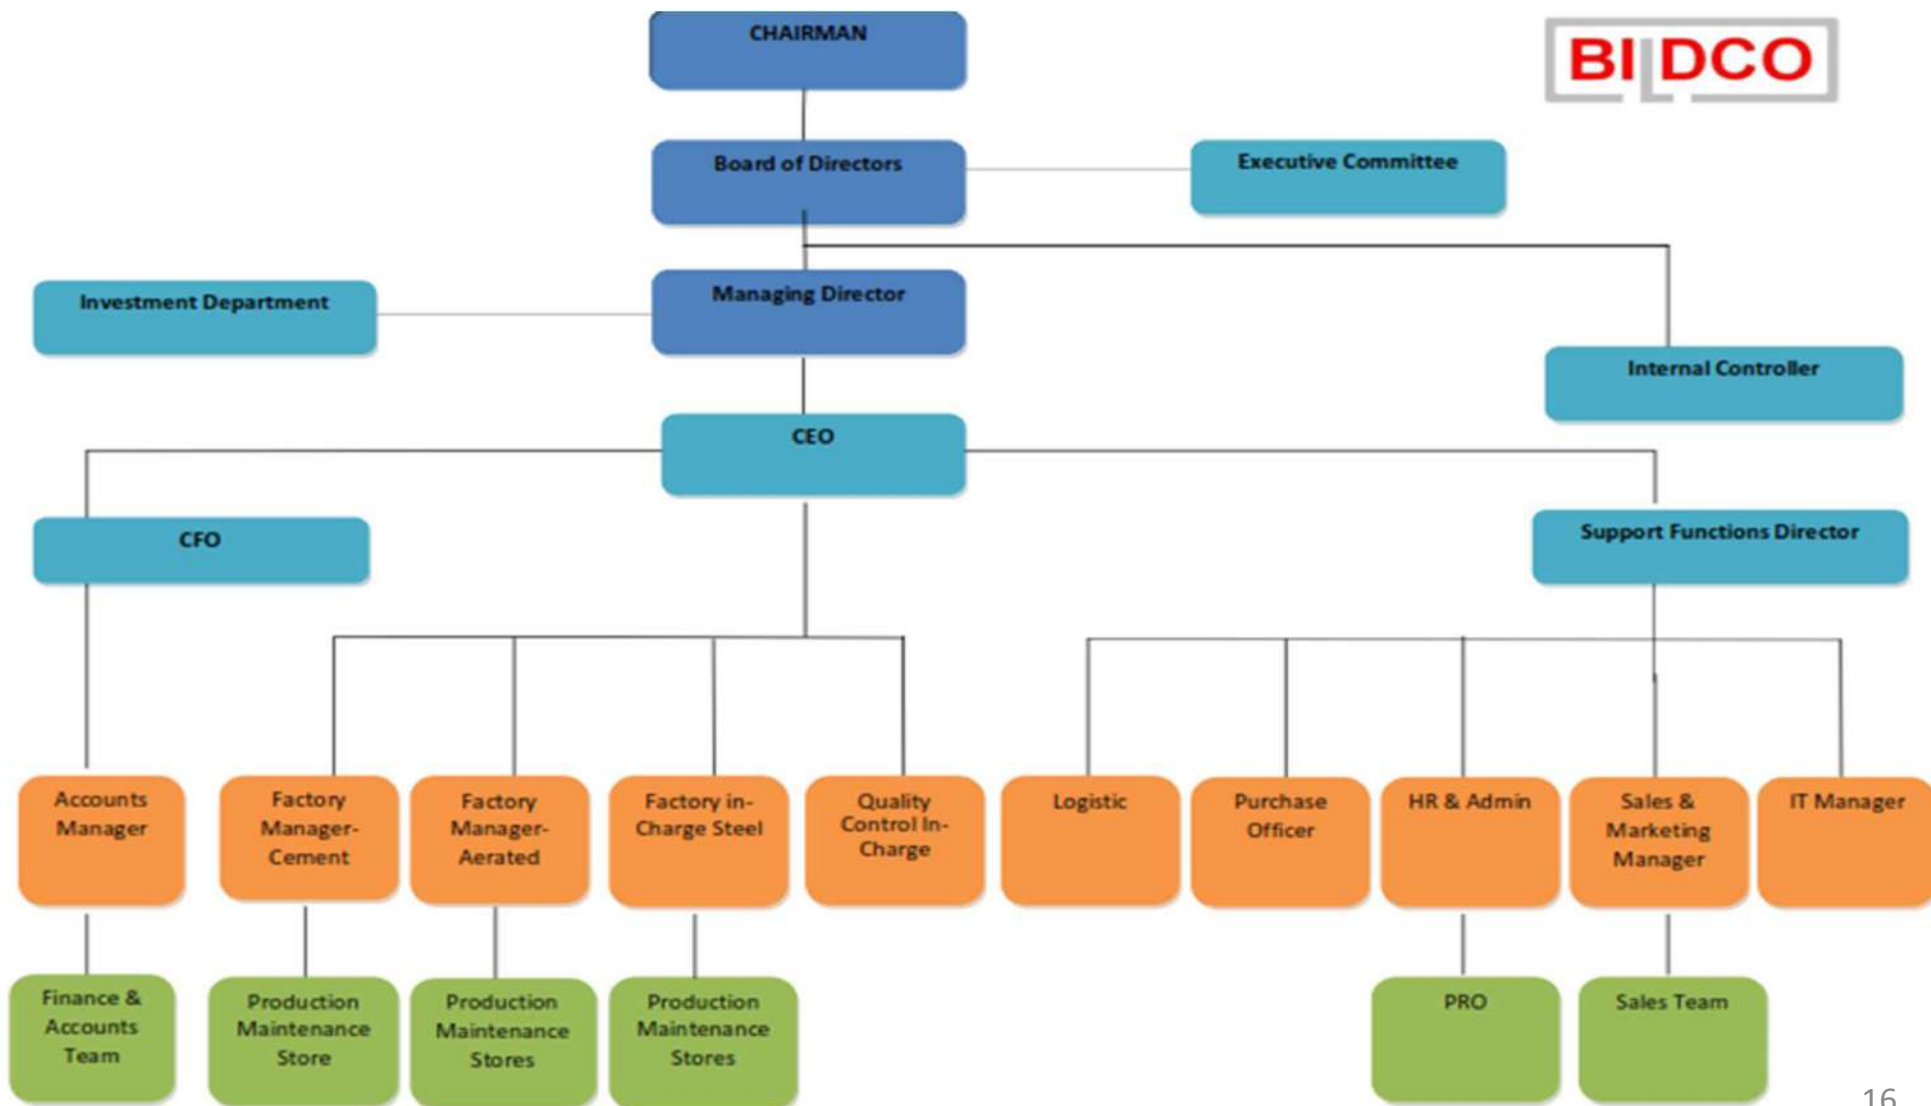 CHAIRMAN
BILDCO
Board of Directors
Executive Committee
Investment Department
Managing Director
Internal Controller
CEO
CFO
Support Functions Director
Accounts
Manager
Factory
Manager-
Cement
Factory
Manager-
Aerated
Factory in-
Charge Steel
Quality
Control In-
Charge
Logistic
Purchase
Officer
HR & Admin
Sales &
Marketing
Manager
IT Manager
Finance &
Accounts
Team
Production
Maintenance
Store
Production
Maintenance
Stores
Production
Maintenance
Stores
PRO
Sales Team
16